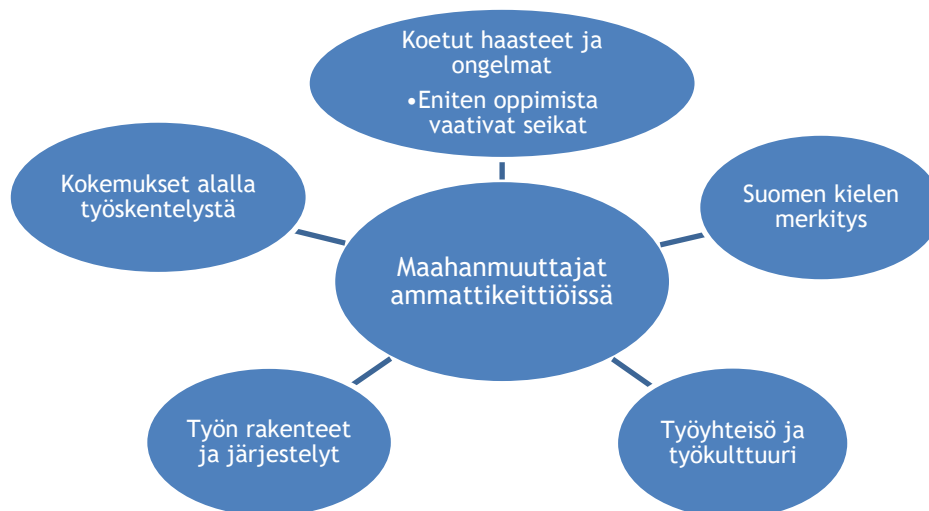 Koetut haasteet ja
ongelmat
•Eniten oppimista
vaativat seikat
Kokemukset alalla
työskentelystä
Suomen kielen
merkitys
Maahanmuuttajat
ammattikeittiöissä
Työn rakenteet
ja järjestelyt
Työyhteisö ja
työkulttuuri